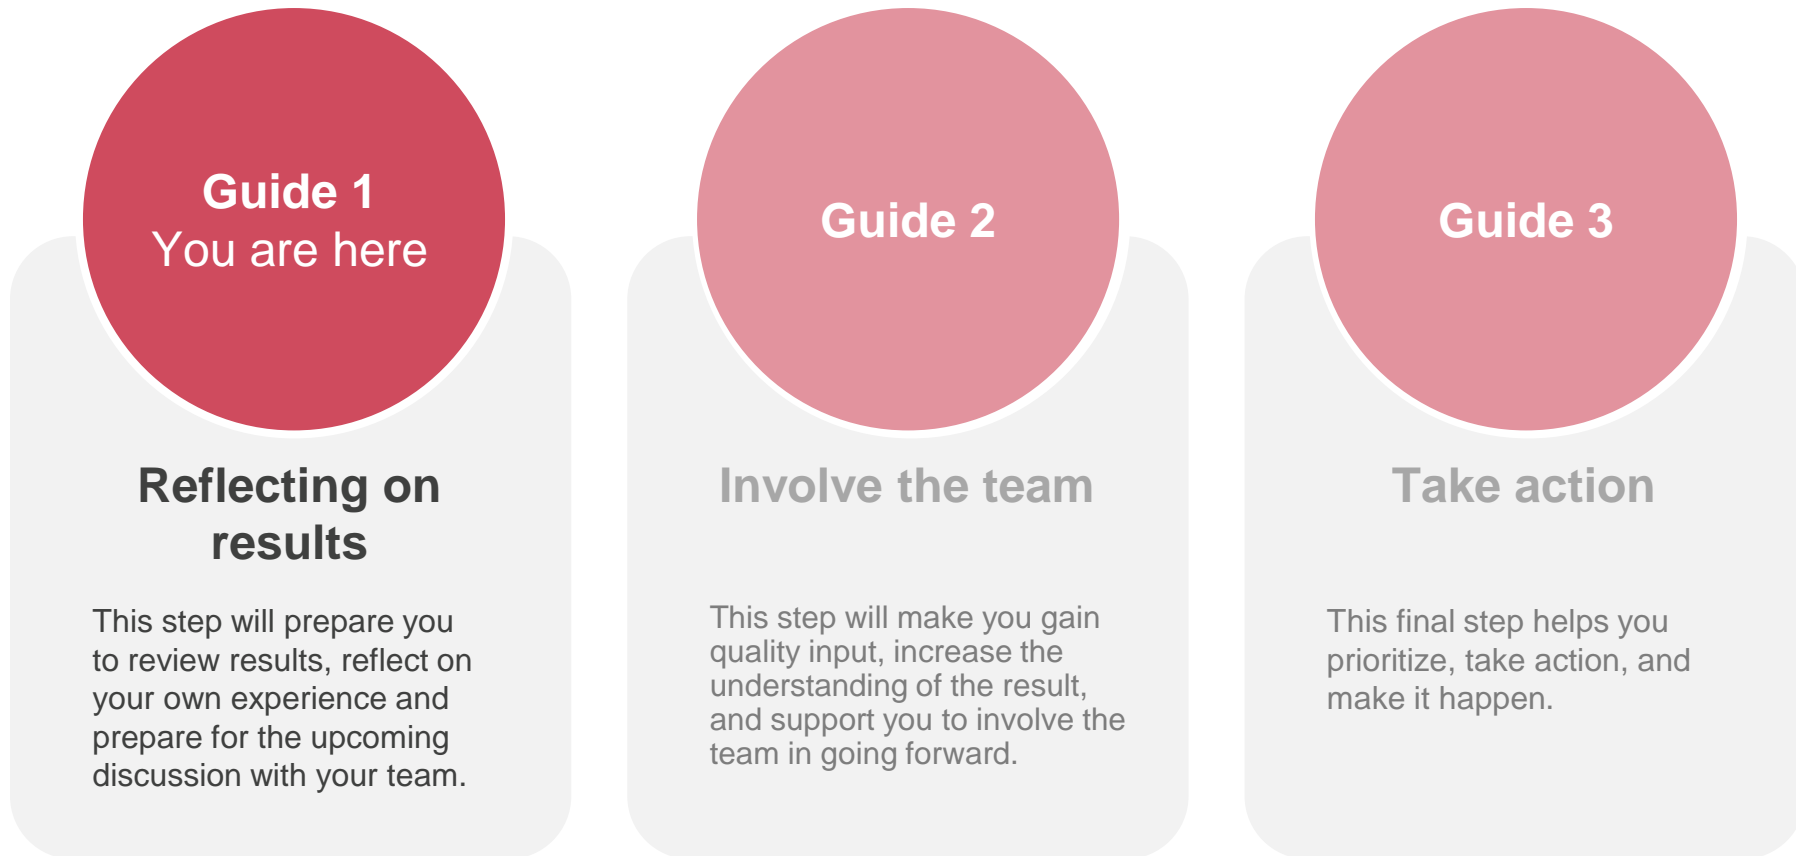 Guide 1
You are here
Reflecting on
results
This step will prepare you
to review results, reflect on
your own experience and
prepare for the upcoming
discussion with your team.
Guide 2
Involve the team
This step will make you gain
quality input, increase the
understanding of the result,
and support you to involve the
team in going forward.
Guide 3
Take action
This final step helps you
prioritize, take action, and
make it happen.